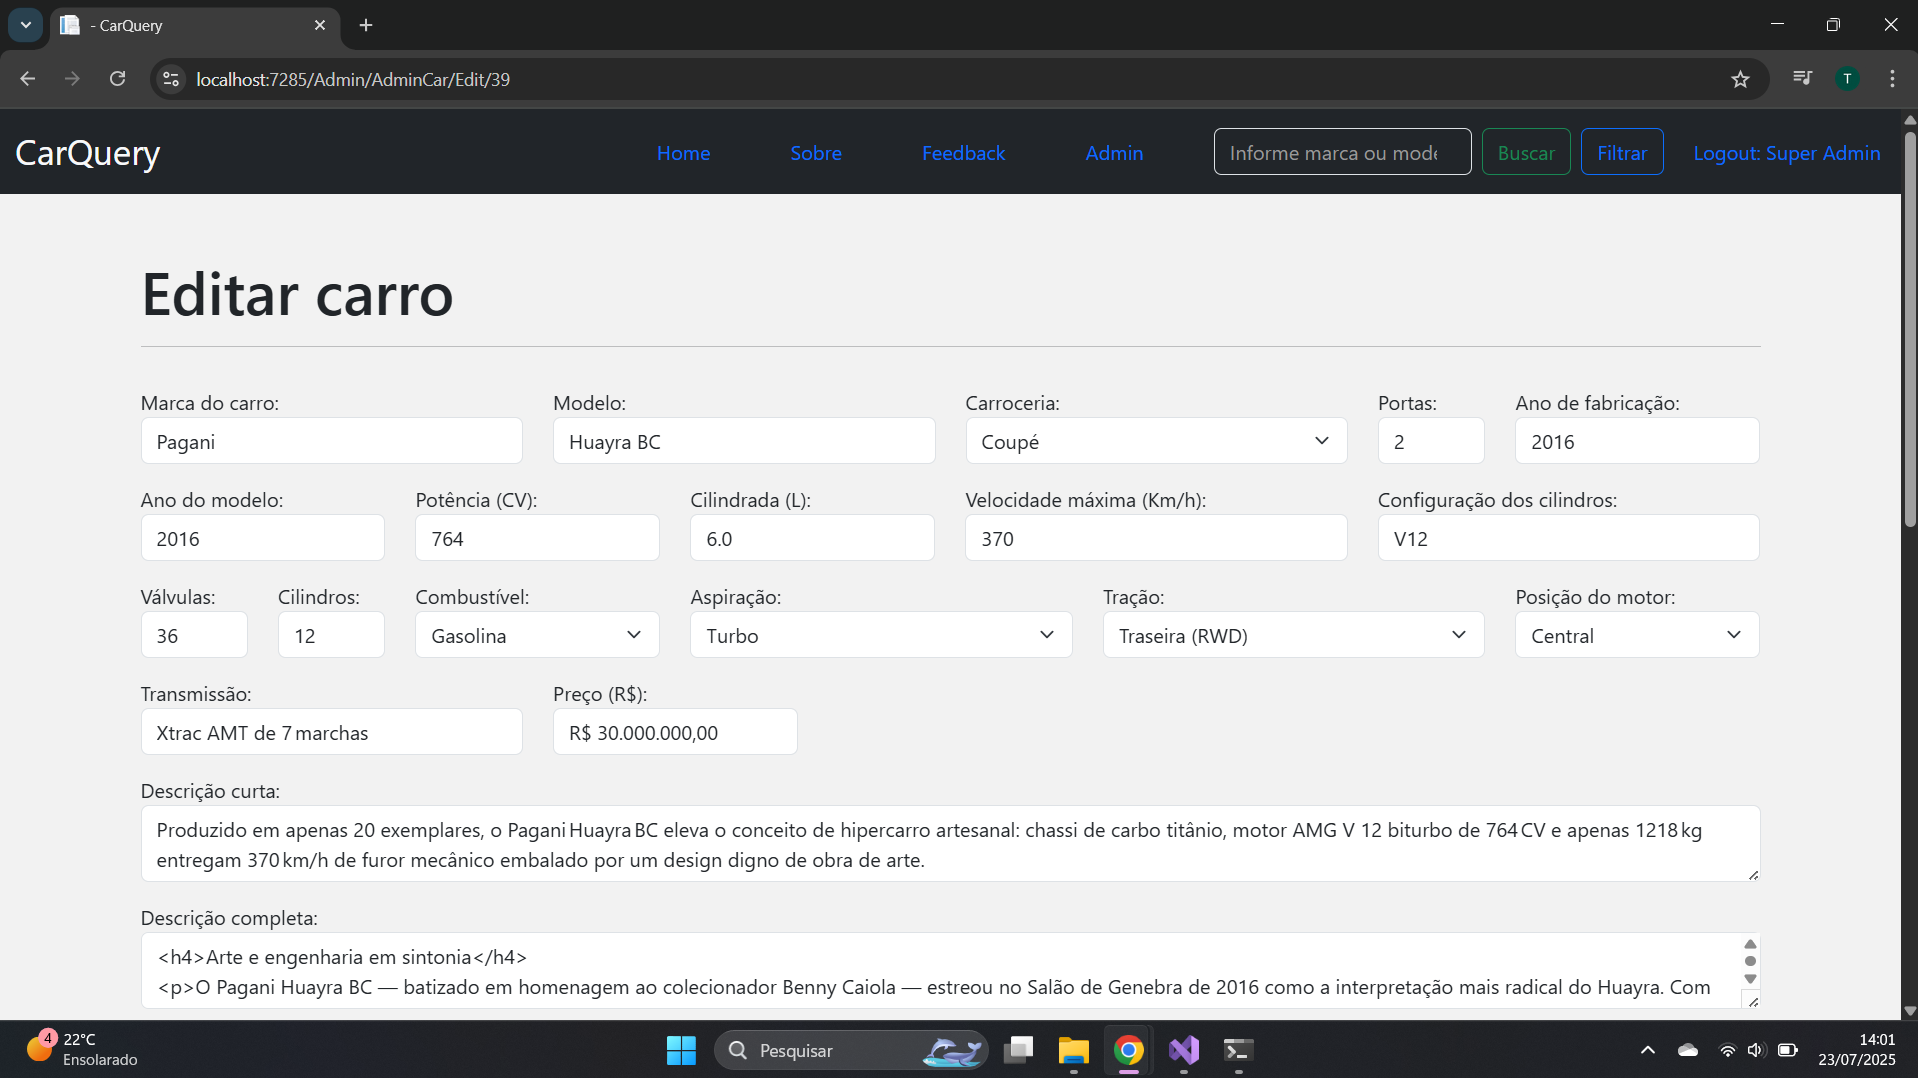 - CarQuery
localhost:7285/Admin/AdminCar/Edit/39
T
CarQuery
Home
Sobre
Feedback
Admin
Informe marca ou mode
Buscar
Filtrar
Logout: Super Admin
Editar carro
Marca do carro:
Modelo:
Carroceria:
Portas:
Ano de fabricação:
Pagani
Huayra BC
Coupé
2
2016
Ano do modelo:
Potência (CV):
Cilindrada (L):
Velocidade máxima (Km/h):
Configuração dos cilindros:
2016
764
6.0
370
V12
Válvulas:
Cilindros:
Combustível:
Aspiração:
Tração:
Posição do motor:
36
12
Gasolina
Turbo
Traseira (RWD)
Central
Transmissão:
Preço (R$):
Xtrac AMT de 7 marchas
R$ 30.000.000,00
Descrição curta:
Produzido em apenas 20 exemplares, o Pagani Huayra BC eleva o conceito de hipercarro artesanal: chassi de carbo titânio, motor AMG V 12 biturbo de 764 CV e apenas 1218 kg
entregam 370 km/h de furor mecânico embalado por um design digno de obra de arte.
Descrição completa:
<h4>Arte e engenharia em sintonia</h4>
<p>O Pagani Huayra BC — batizado em homenagem ao colecionador Benny Caiola — estreou no Salão de Genebra de 2016 como a interpretação mais radical do Huayra. Com
4
22°C
Ensolarado
Pesquisar
14:01
23/07/2025